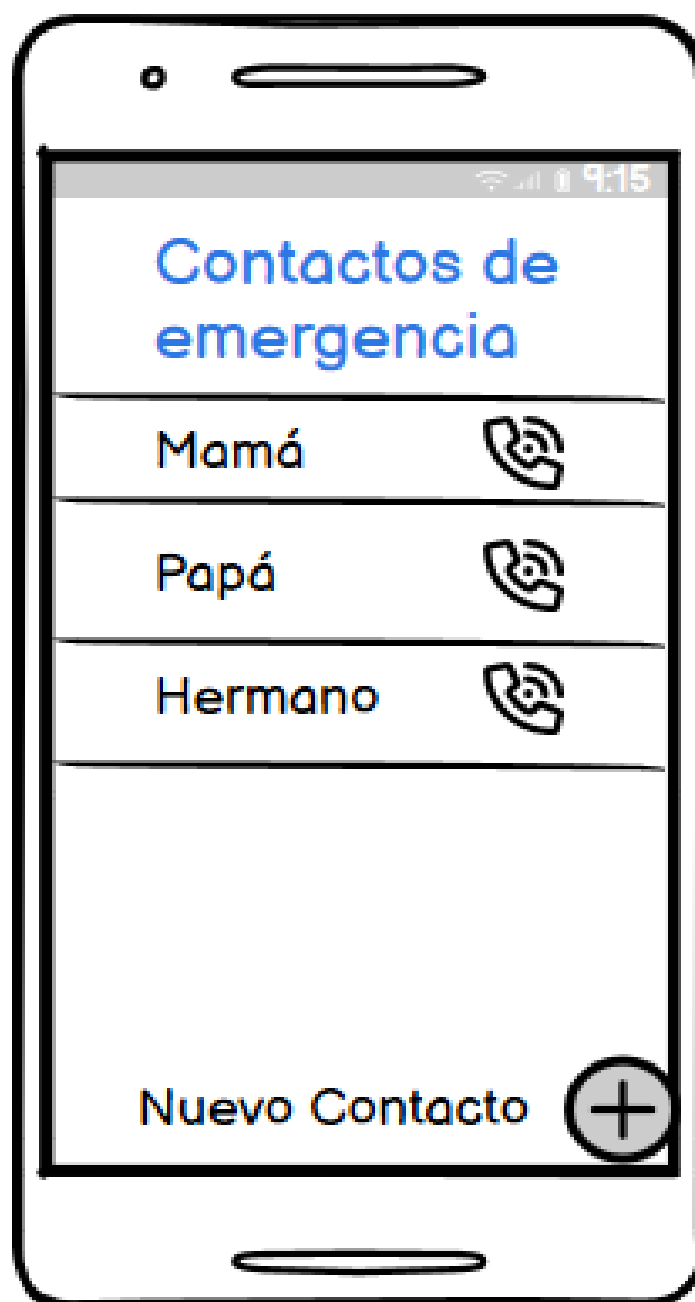 9:15
Contactos de
emergencia
Mamá
Papá
Hermano
Nuevo Contacto